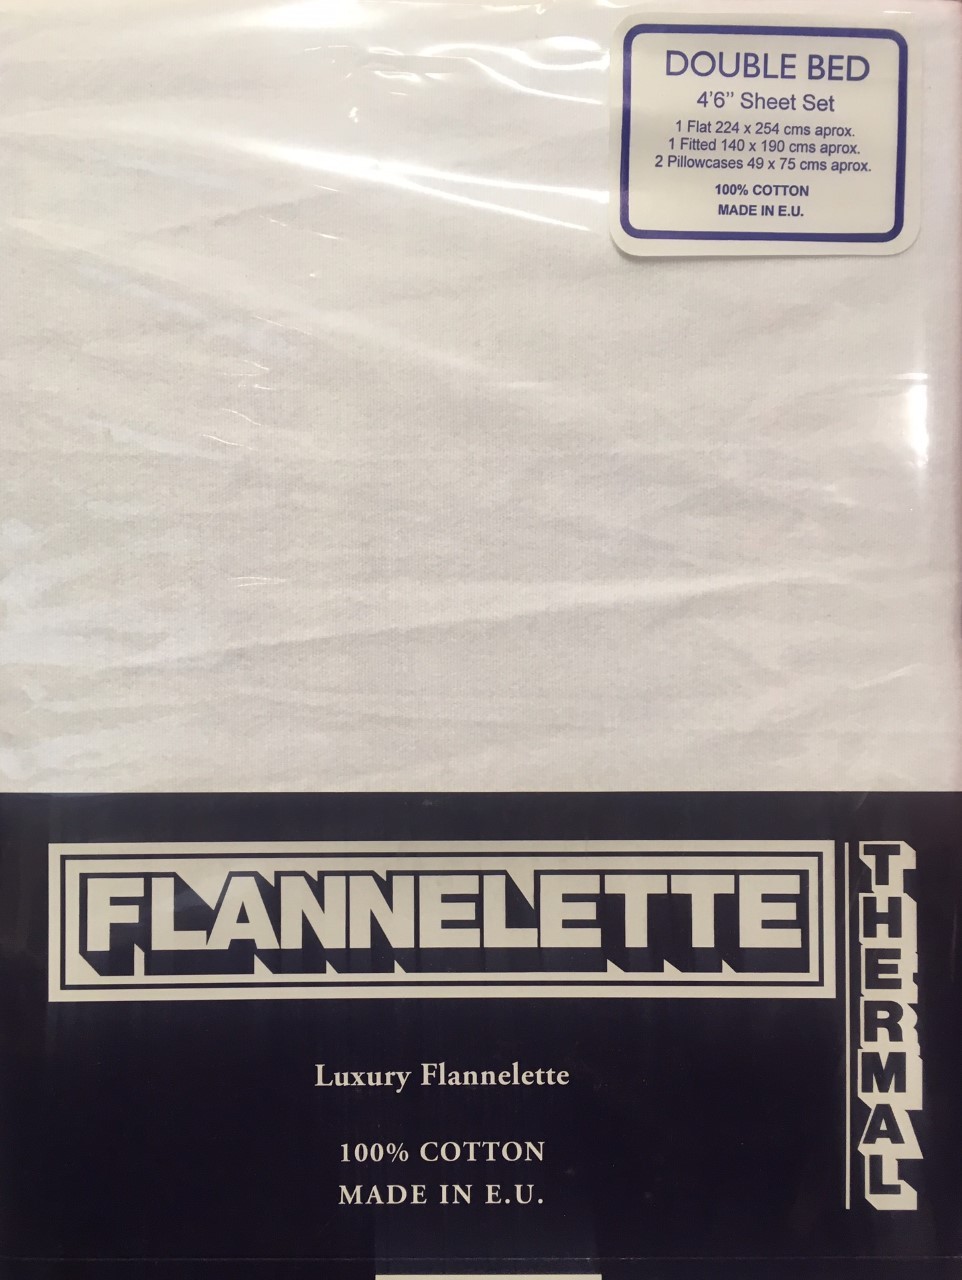 DOUBLE BED
4'6" Sheet Set
1 Flat 224 x 254 cms aprox.
1 Fitted 140 x 190 cms aprox.
2 Pillowcases 49 x 75 cms aprox.
100% COTTON
MADE IN E.U.
FLANNELETTE
THERMAL
Luxury Flannelette
100% COTTON
MADE IN E.U.